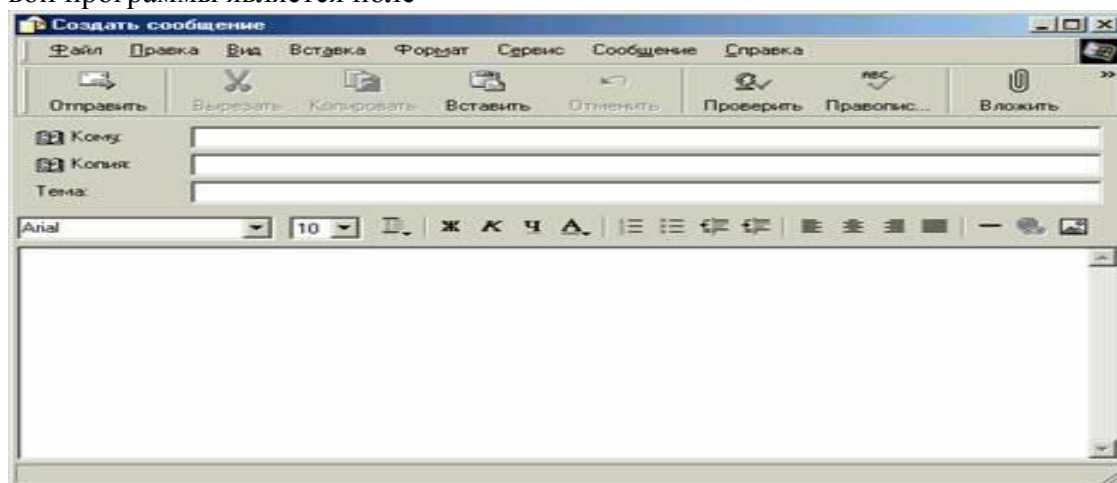 вой программы является поле
Создать сообщение
Файл Правка Вид Вставка Формат Сервис Сообщение Справка
Отправить Вырезать Копировать Вставить Отменить Проверить Правопис... Вложить »
Кому:
Копия:
Тема:
Arial 10 Ж К Ч А